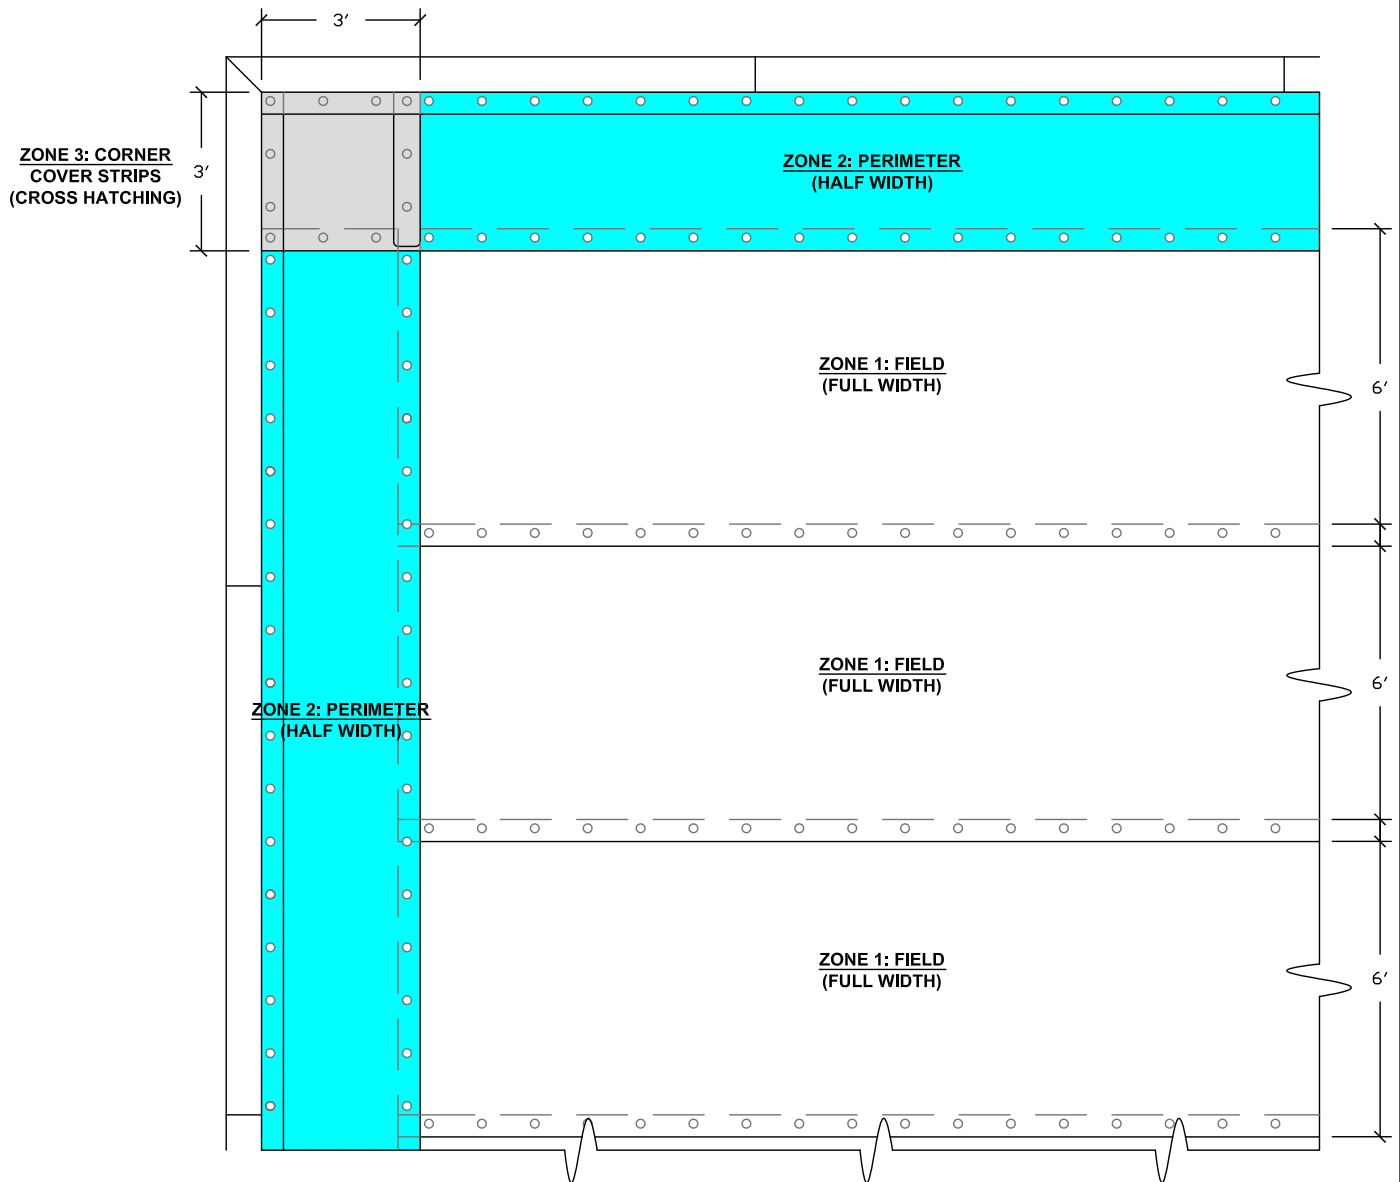 3'
ZONE 3: CORNER
COVER STRIPS
(CROSS HATCHING)
3'
ZONE 2: PERIMETER
(HALF WIDTH)
ZONE 1: FIELD
(FULL WIDTH)
6'
ZONE 1: FIELD
(FULL WIDTH)
6'
ZONE 2: PERIMETER
(HALF WIDTH)
ZONE 1: FIELD
(FULL WIDTH)
6'